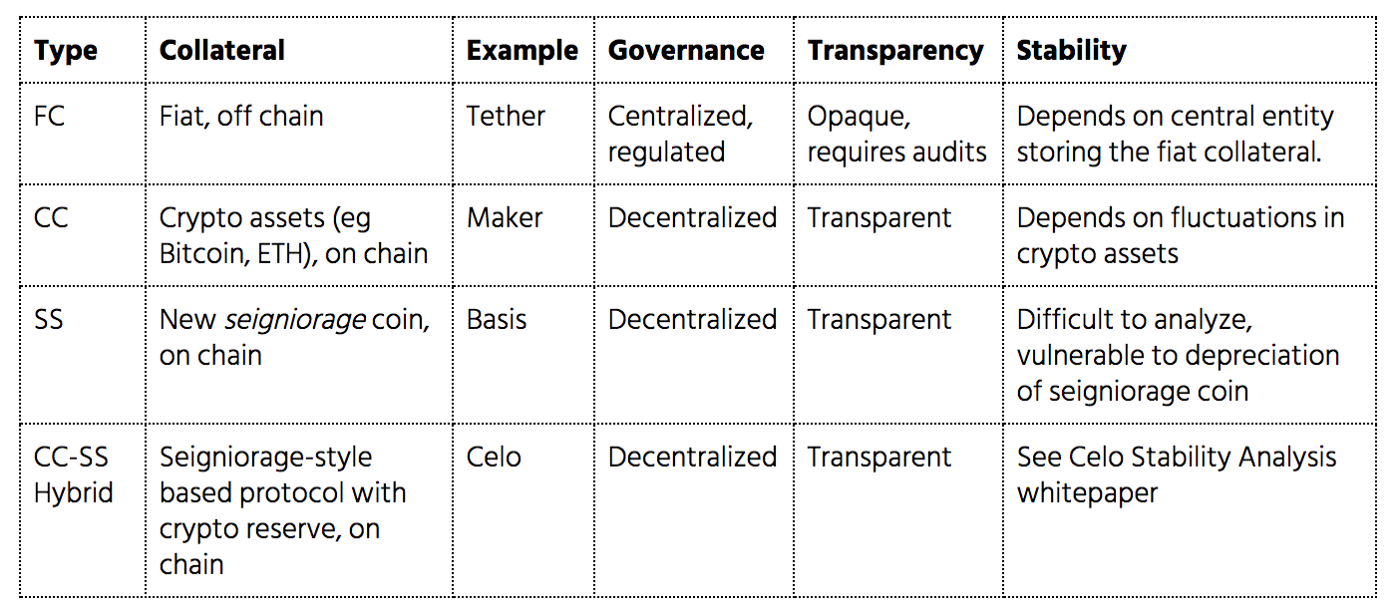 Type Collateral Example Governance Transparency Stability
FC Fiat, off chain Tether Centralized, Opaque, Depends on central entity
regulated requires audits storing the fiat collateral.
CC Crypto assets (eg Maker Decentralized Transparent Depends on fluctuations in
Bitcoin, ETH), on chain crypto assets
SS New seigniorage coin, Basis Decentralized Transparent Difficult to analyze,
on chain vulnerable to depreciation
of seigniorage coin
CC-SS Seigniorage-style Celo Decentralized Transparent See Celo Stability Analysis
Hybrid based protocol with whitepaper
crypto reserve, on
chain